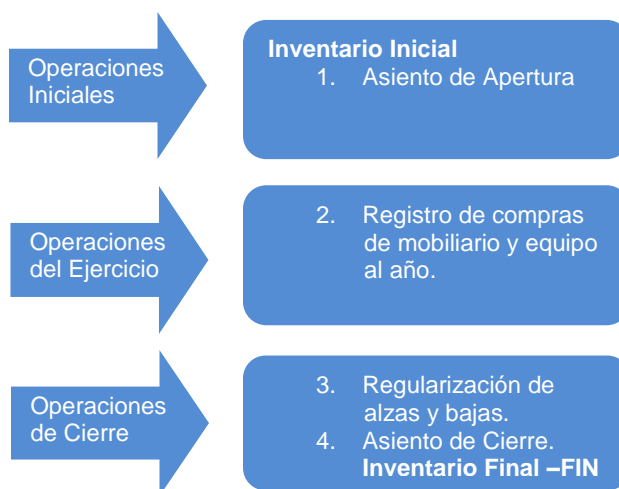 Operaciones
Iniciales
Inventario Inicial
1. Asiento de Apertura
Operaciones
del Ejercicio
2. Registro de compras
de mobiliario y equipo
al año.
Operaciones
de Cierre
3. Regularización de
alzas y bajas.
4. Asiento de Cierre.
Inventario Final –FIN